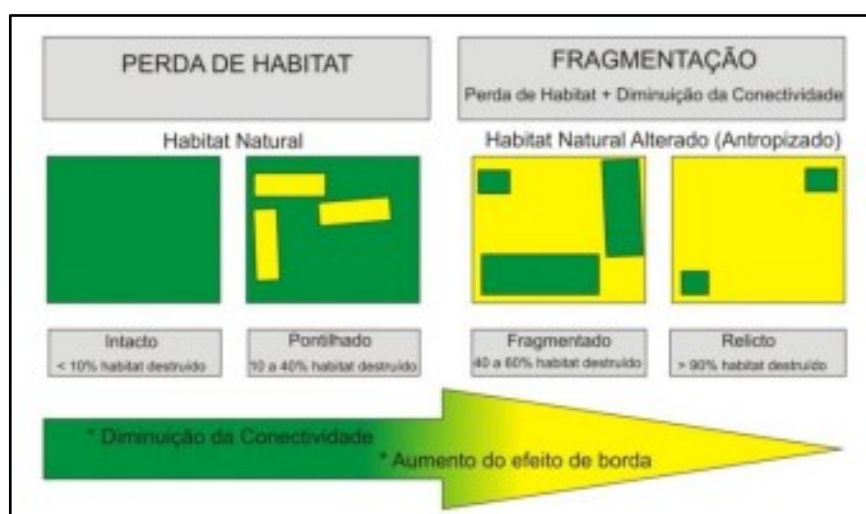 PERDA DE HABITAT
FRAGMENTAÇÃO
Perda de Habitat + Diminuição da Conectividade
Habitat Natural
Habitat Natural Alterado (Antropizado)
Intacto
< 10% habitat destruído
Pontilhado
10 a 40% habitat destruído
Fragmentado
40 a 60% habitat destruído
Relicto
> 90% habitat destruído
* Diminuição da Conectividade
* Aumento do efeito de borda